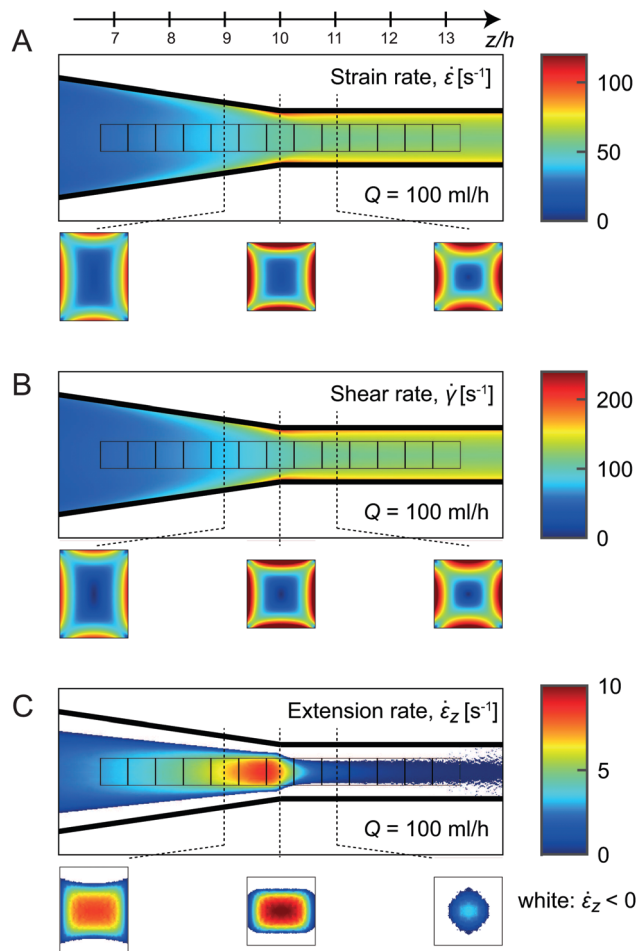 7 8 9 10 11 12 13 z/h
A
Strain rate, ε̇ [s⁻¹]
Q = 100 ml/h
100
50
0
B
Shear rate, γ̇ [s⁻¹]
Q = 100 ml/h
200
100
0
C
Extension rate, ε̇z [s⁻¹]
Q = 100 ml/h
10
5
0
white: ε̇z < 0